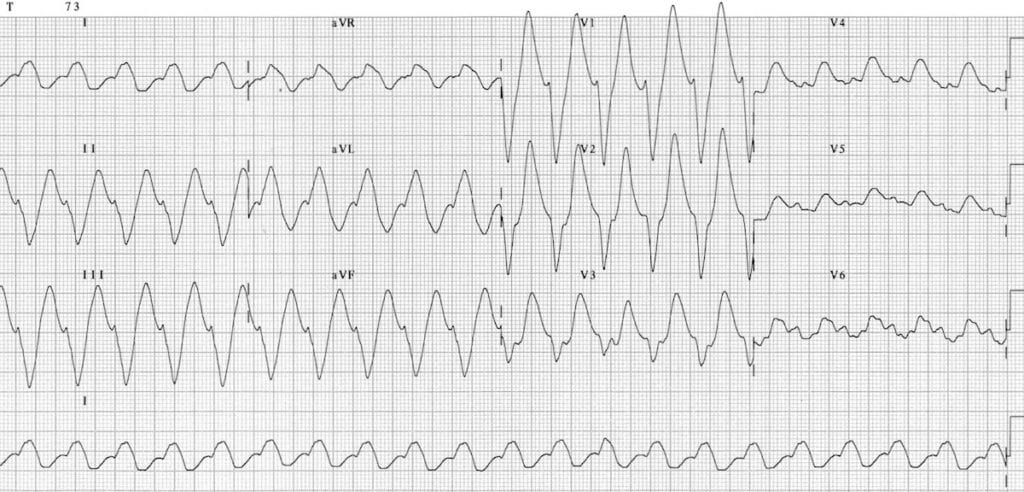 T 73
I aVR V1 V4
II aVL V2 V5
III aVF V3 V6
I